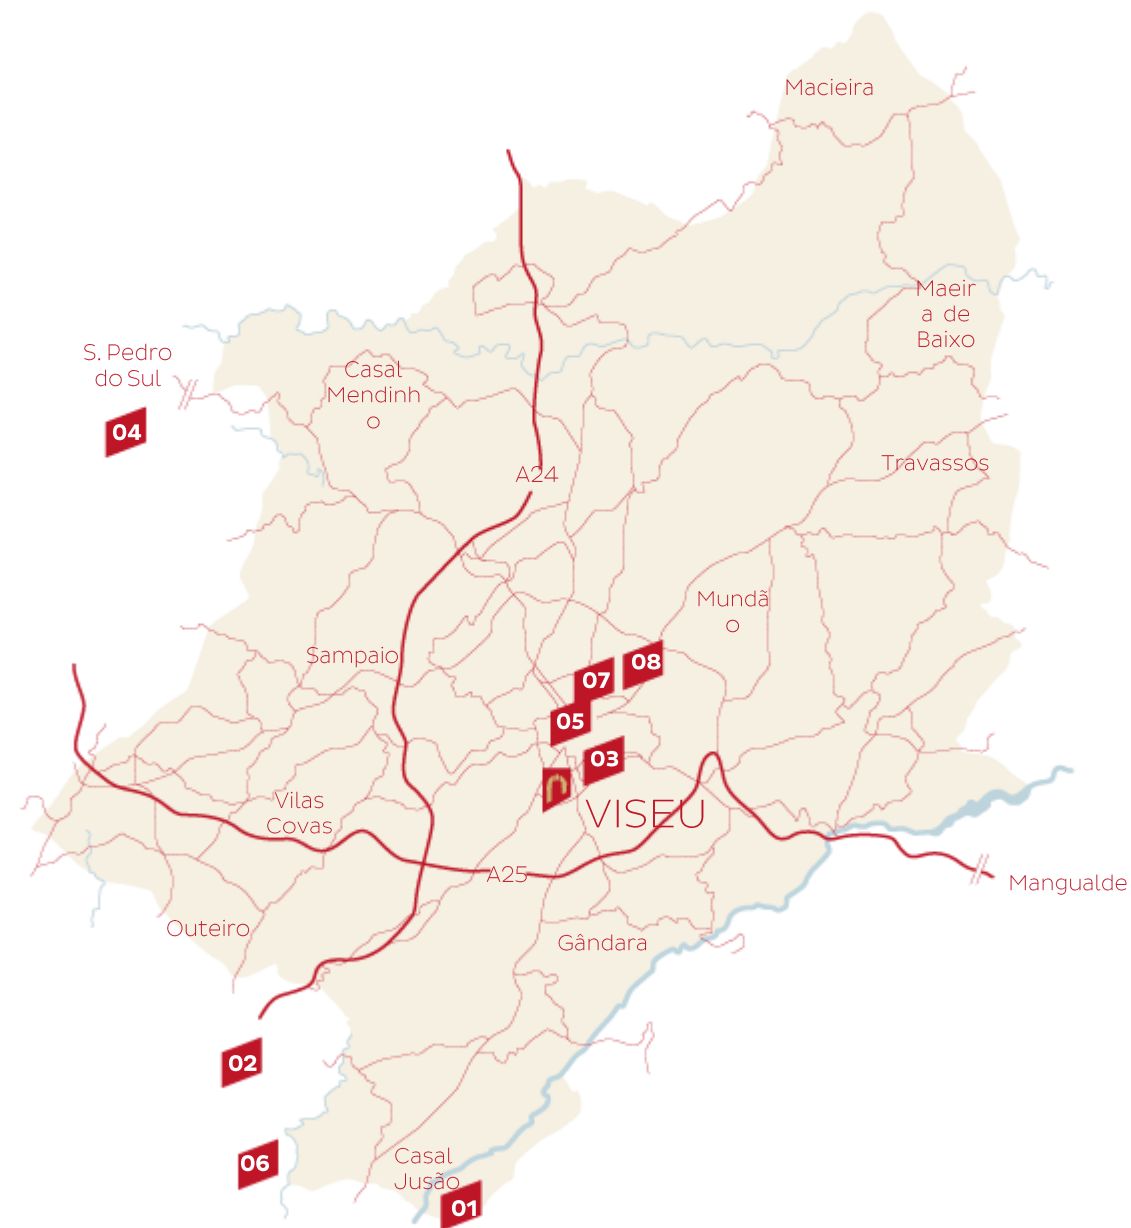 Macieira
Maeir
a de
Baixo
S. Pedro
do Sul
Casal
Mendinh
04
A24
Travassos
Mundã
Sampaio
08
07
05
03
Vilas
Covas
VISEU
A25
Mangualde
Outeiro
Gândara
02
06
Casal
Jusão
01